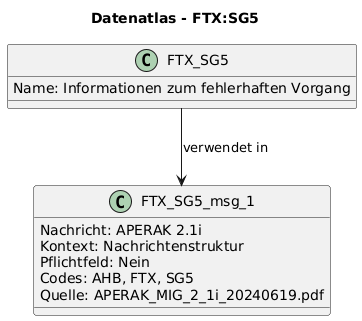 Datenatlas - FTX:SG5
C FTX_SG5
Name: Informationen zum fehlerhaften Vorgang
verwendet in
C FTX_SG5_msg_1
Nachricht: APERAK 2.1i
Kontext: Nachrichtenstruktur
Pflichtfeld: Nein
Codes: AHB, FTX, SG5
Quelle: APERAK_MIG_2_1i_20240619.pdf